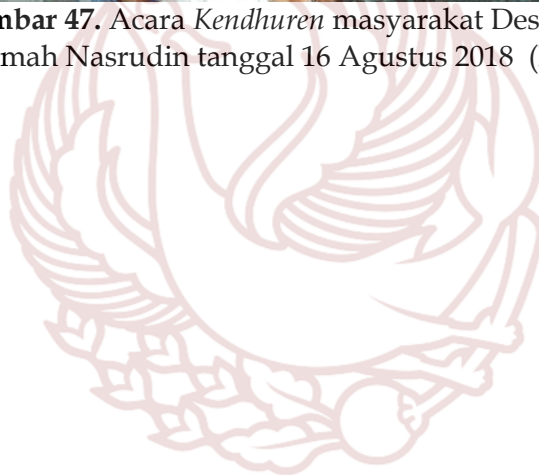 mbar 47. Acara Kendhuren masyarakat Des
mah Nasrudin tanggal 16 Agustus 2018 (